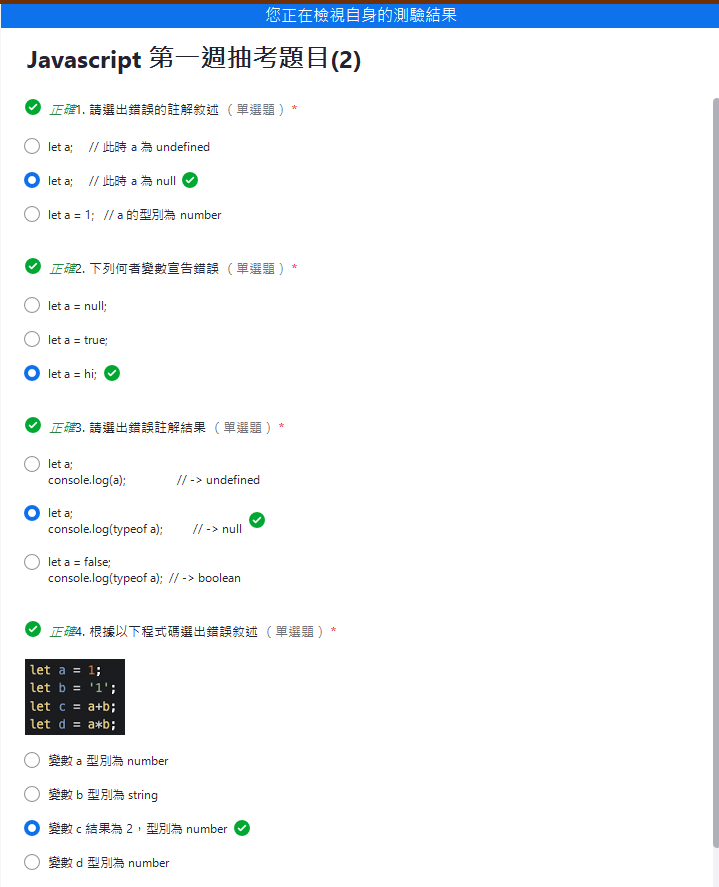 您正在檢視自身的測驗結果
Javascript 第一週抽考題目(2)
正確1. 請選出錯誤的註解敘述 （單選題） *
let a; // 此時 a 為 undefined
let a; // 此時 a 為 null
let a = 1; // a 的型別為 number
正確2. 下列何者變數宣告錯誤 （單選題） *
let a = null;
let a = true;
let a = hi;
正確3. 請選出錯誤註解結果 （單選題） *
let a;
console.log(a); // -> undefined
let a;
console.log(typeof a); // -> null
let a = false;
console.log(typeof a); // -> boolean
正確4. 根據以下程式碼選出錯誤敘述 （單選題） *
let a = 1;
let b = '1';
let c = a+b;
let d = a*b;
變數 a 型別為 number
變數 b 型別為 string
變數 c 結果為 2，型別為 number
變數 d 型別為 number